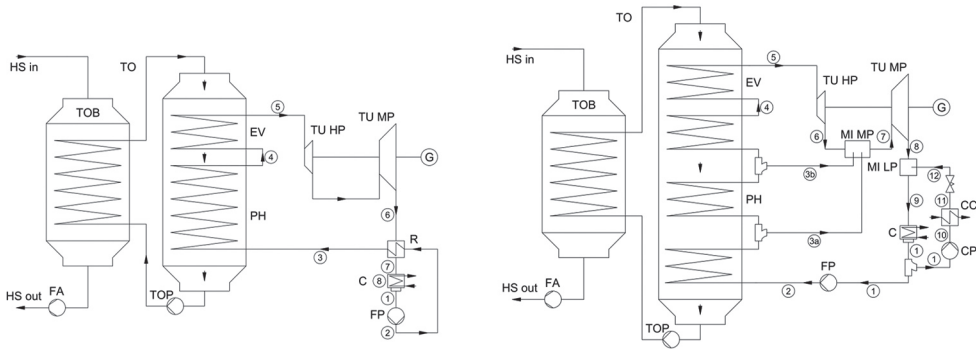 TO
HS in
TOB
5
EV
TU HP
TU MP
G
4
PH
6
R
3
7
C
8
1
FP
2
HS out
FA
TOP
TO
HS in
5
TU MP
EV
TU HP
TOB
4
G
6
MI MP
7
8
MI LP
3b
12
PH
9
11
CC
3a
C
10
1
CP
FP
1
2
1
HS out
FA
TOP